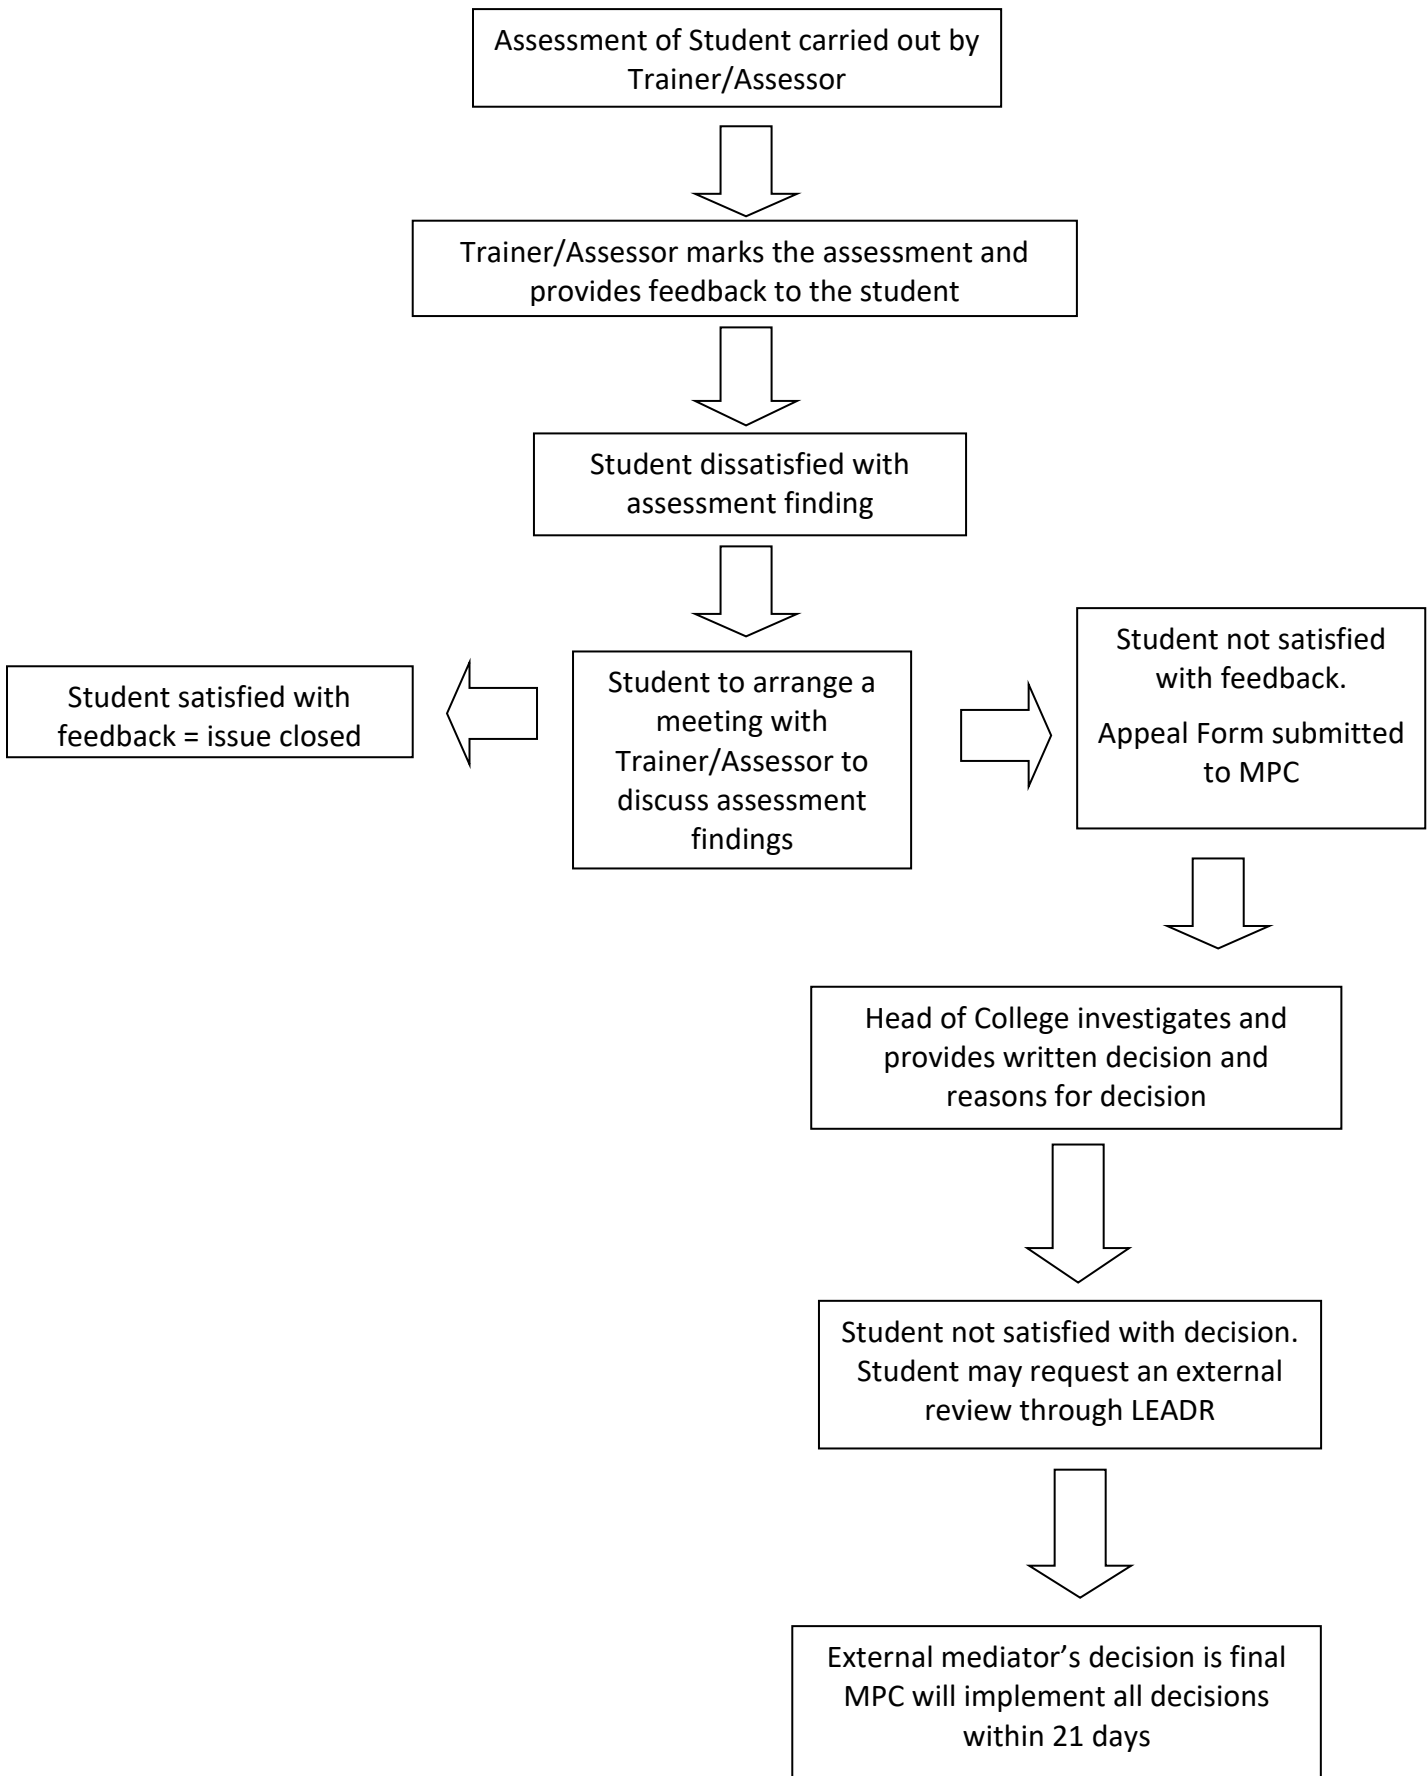 Assessment of Student carried out by
Trainer/Assessor
Trainer/Assessor marks the assessment and
provides feedback to the student
Student dissatisfied with
assessment finding
Student satisfied with
feedback = issue closed
Student to arrange a
meeting with
Trainer/Assessor to
discuss assessment
findings
Student not satisfied
with feedback.
Appeal Form submitted
to MPC
Head of College investigates and
provides written decision and
reasons for decision
Student not satisfied with decision.
Student may request an external
review through LEADR
External mediator’s decision is final
MPC will implement all decisions
within 21 days